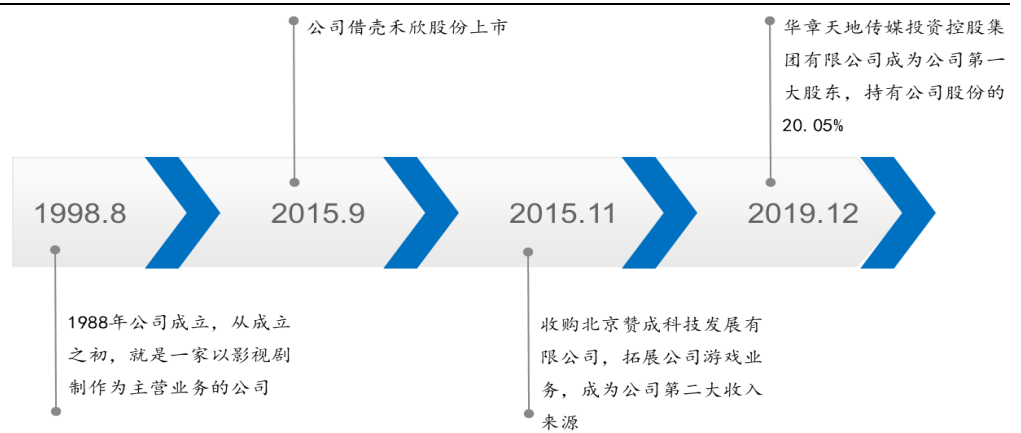 公司借壳禾欣股份上市
华章天地传媒投资控股集
团有限公司成为公司第一
大股东，持有公司股份的
20.05%
1998.8
2015.9
2015.11
2019.12
1988年公司成立，从成立
之初，就是一家以影视剧
制作为主营业务的公司
收购北京赞成科技发展有
限公司，拓展公司游戏业
务，成为公司第二大收入
来源